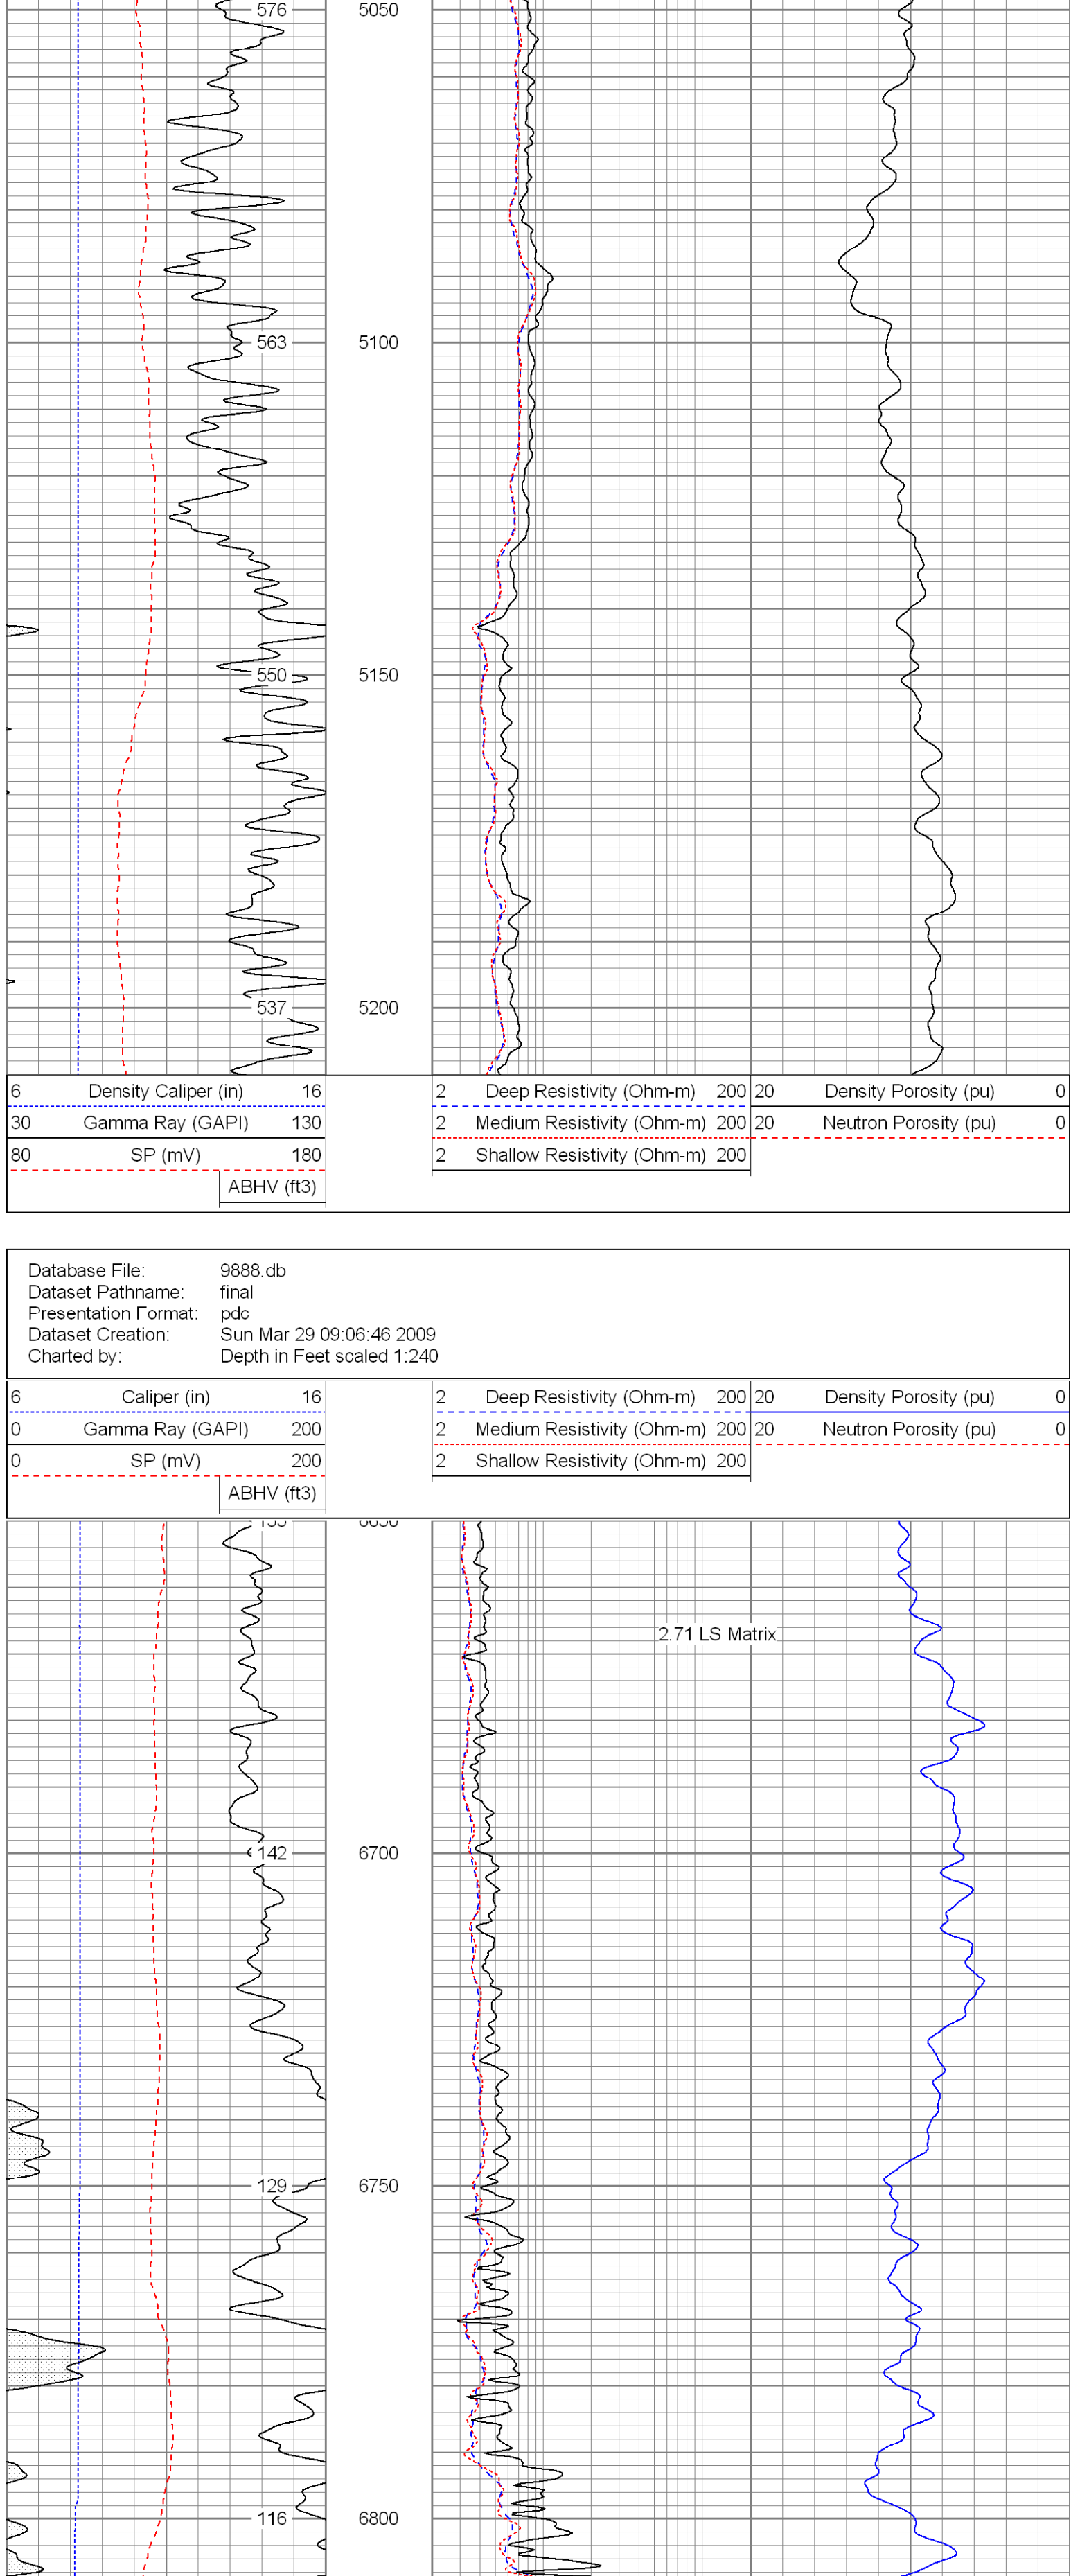 576 5050
563 5100
550 5150
537 5200
6 Density Caliper (in) 16 2 Deep Resistivity (Ohm-m) 200 20 Density Porosity (pu) 0
30 Gamma Ray (GAPI) 130 2 Medium Resistivity (Ohm-m) 200 20 Neutron Porosity (pu) 0
80 SP (mV) 180 2 Shallow Resistivity (Ohm-m) 200
ABHV (ft3)
Database File: 9888.db
Dataset Pathname: final
Presentation Format: pdc
Dataset Creation: Sun Mar 29 09:06:46 2009
Charted by: Depth in Feet scaled 1:240
6 Caliper (in) 16 2 Deep Resistivity (Ohm-m) 200 20 Density Porosity (pu) 0
0 Gamma Ray (GAPI) 200 2 Medium Resistivity (Ohm-m) 200 20 Neutron Porosity (pu) 0
0 SP (mV) 200 2 Shallow Resistivity (Ohm-m) 200
ABHV (ft3)
6650
2.71 LS Matrix
142 6700
129 6750
116 6800